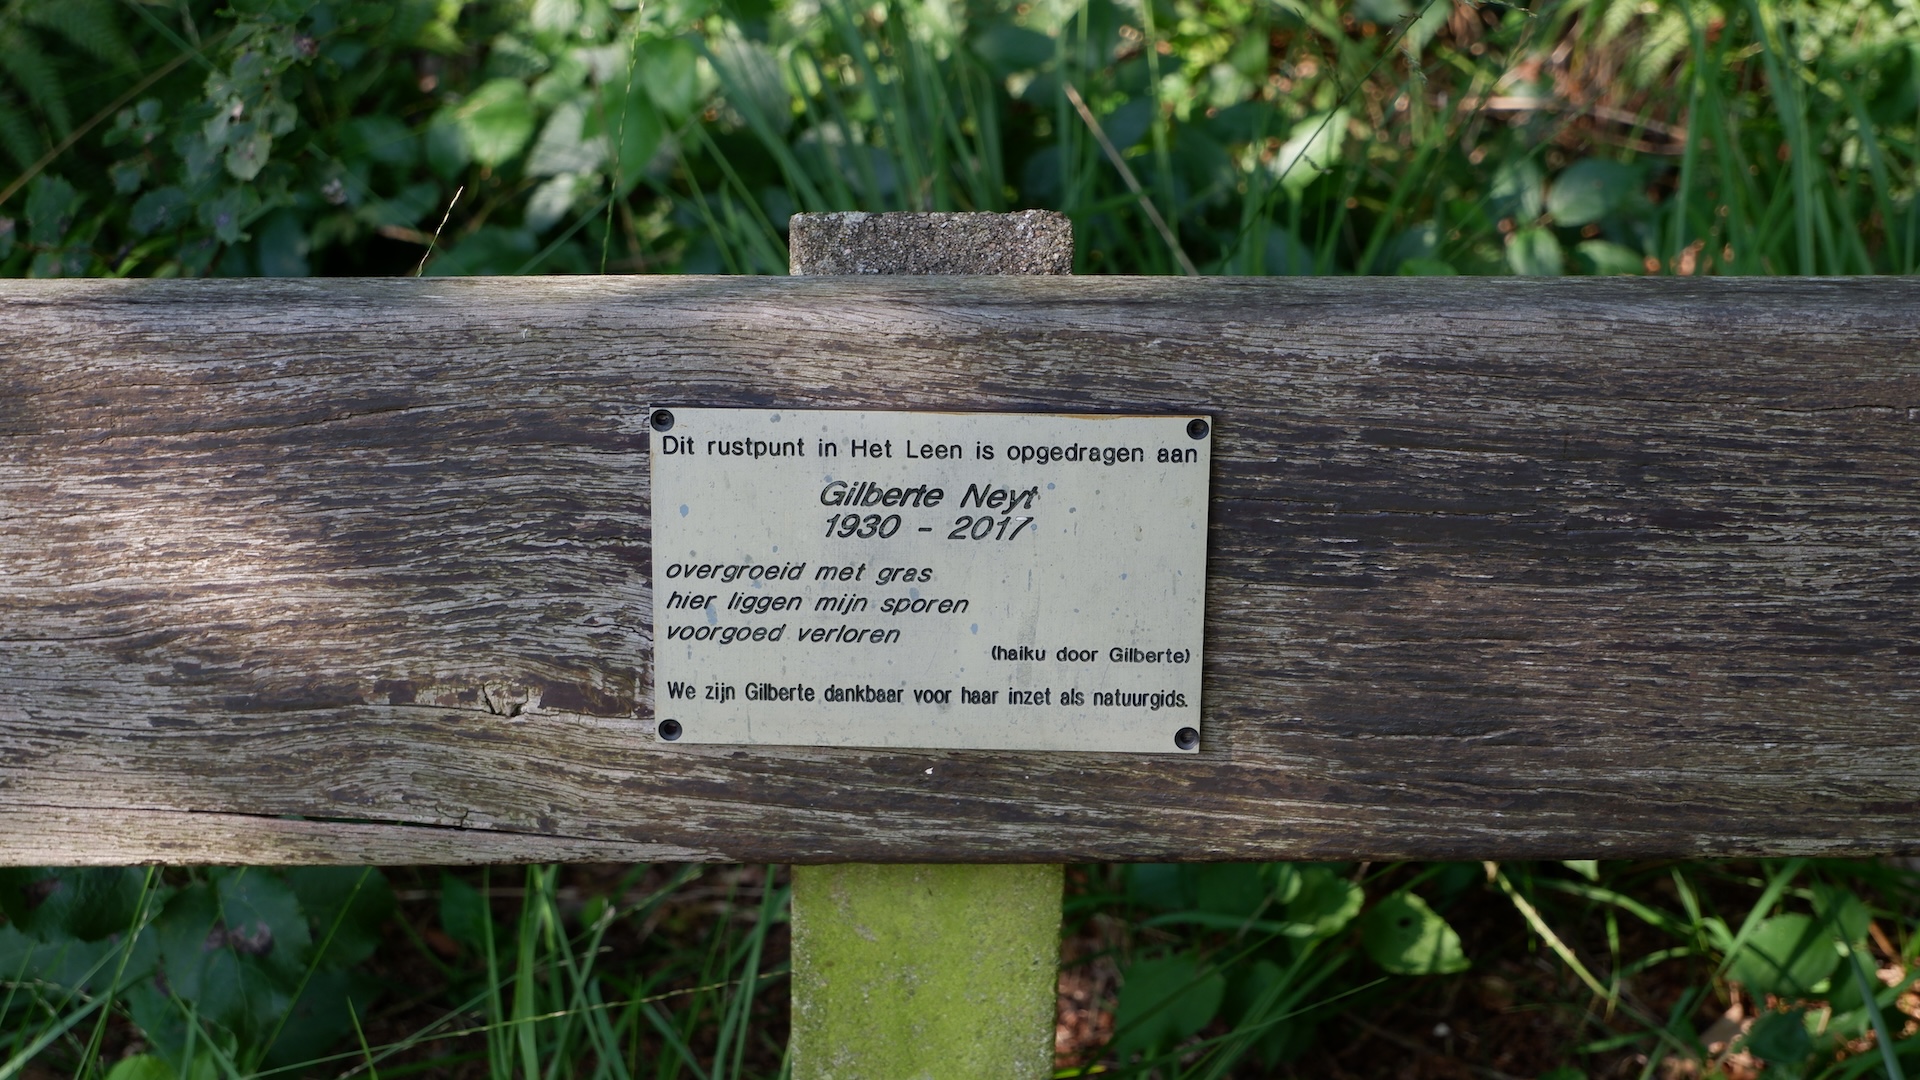 Dit rustpunt in Het Leen is opgedragen aan
Gilberte Neyt
1930 - 2017
overgroeid met gras
hier liggen mijn sporen
voorgoed verloren
(haiku door Gilberte)
We zijn Gilberte dankbaar voor haar inzet als natuurgids.